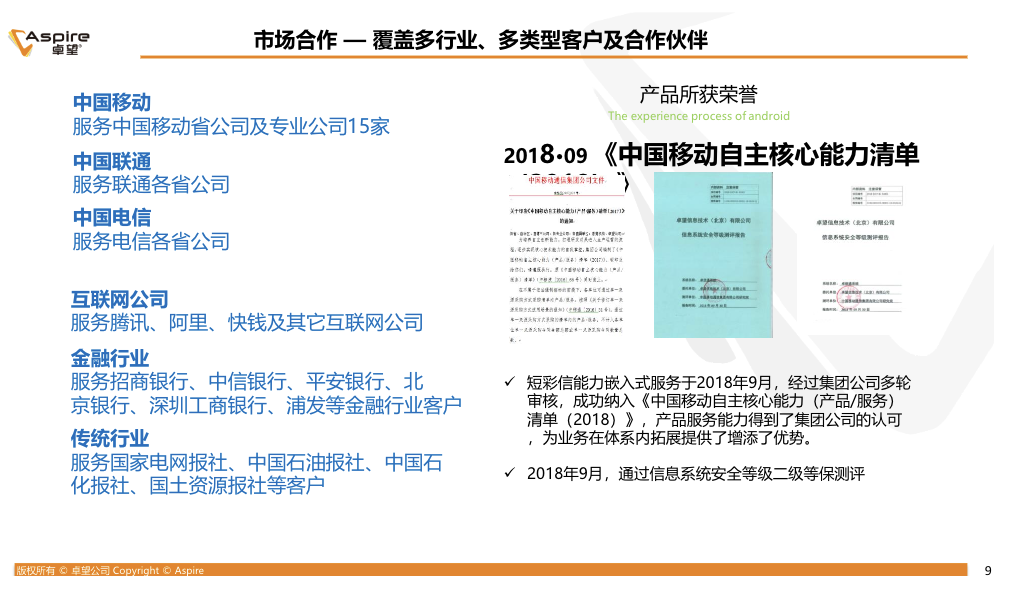 Aspire
卓望
市场合作 — 覆盖多行业、多类型客户及合作伙伴
中国移动
服务中国移动省公司及专业公司15家
中国联通
服务联通各省公司
中国电信
服务电信各省公司
互联网公司
服务腾讯、阿里、快钱及其它互联网公司
金融行业
服务招商银行、中信银行、平安银行、北
京银行、深圳工商银行、浦发等金融行业客户
传统行业
服务国家电网报社、中国石油报社、中国石
化报社、国土资源报社等客户
产品所获荣誉
The experience process of android
2018•09 《中国移动自主核心能力清单
中国移动通信集团公司文件
卓望信息技术（北京）有限公司
信息系统安全等级测评报告
卓望信息技术（北京）有限公司
信息系统安全等级测评报告
✓ 短彩信能力嵌入式服务于2018年9月，经过集团公司多轮
审核，成功纳入《中国移动自主核心能力（产品/服务）
清单（2018）》，产品服务能力得到了集团公司的认可
，为业务在体系内拓展提供了增添了优势。
✓ 2018年9月，通过信息系统安全等级二级等保测评
版权所有 © 卓望公司 Copyright © Aspire
9